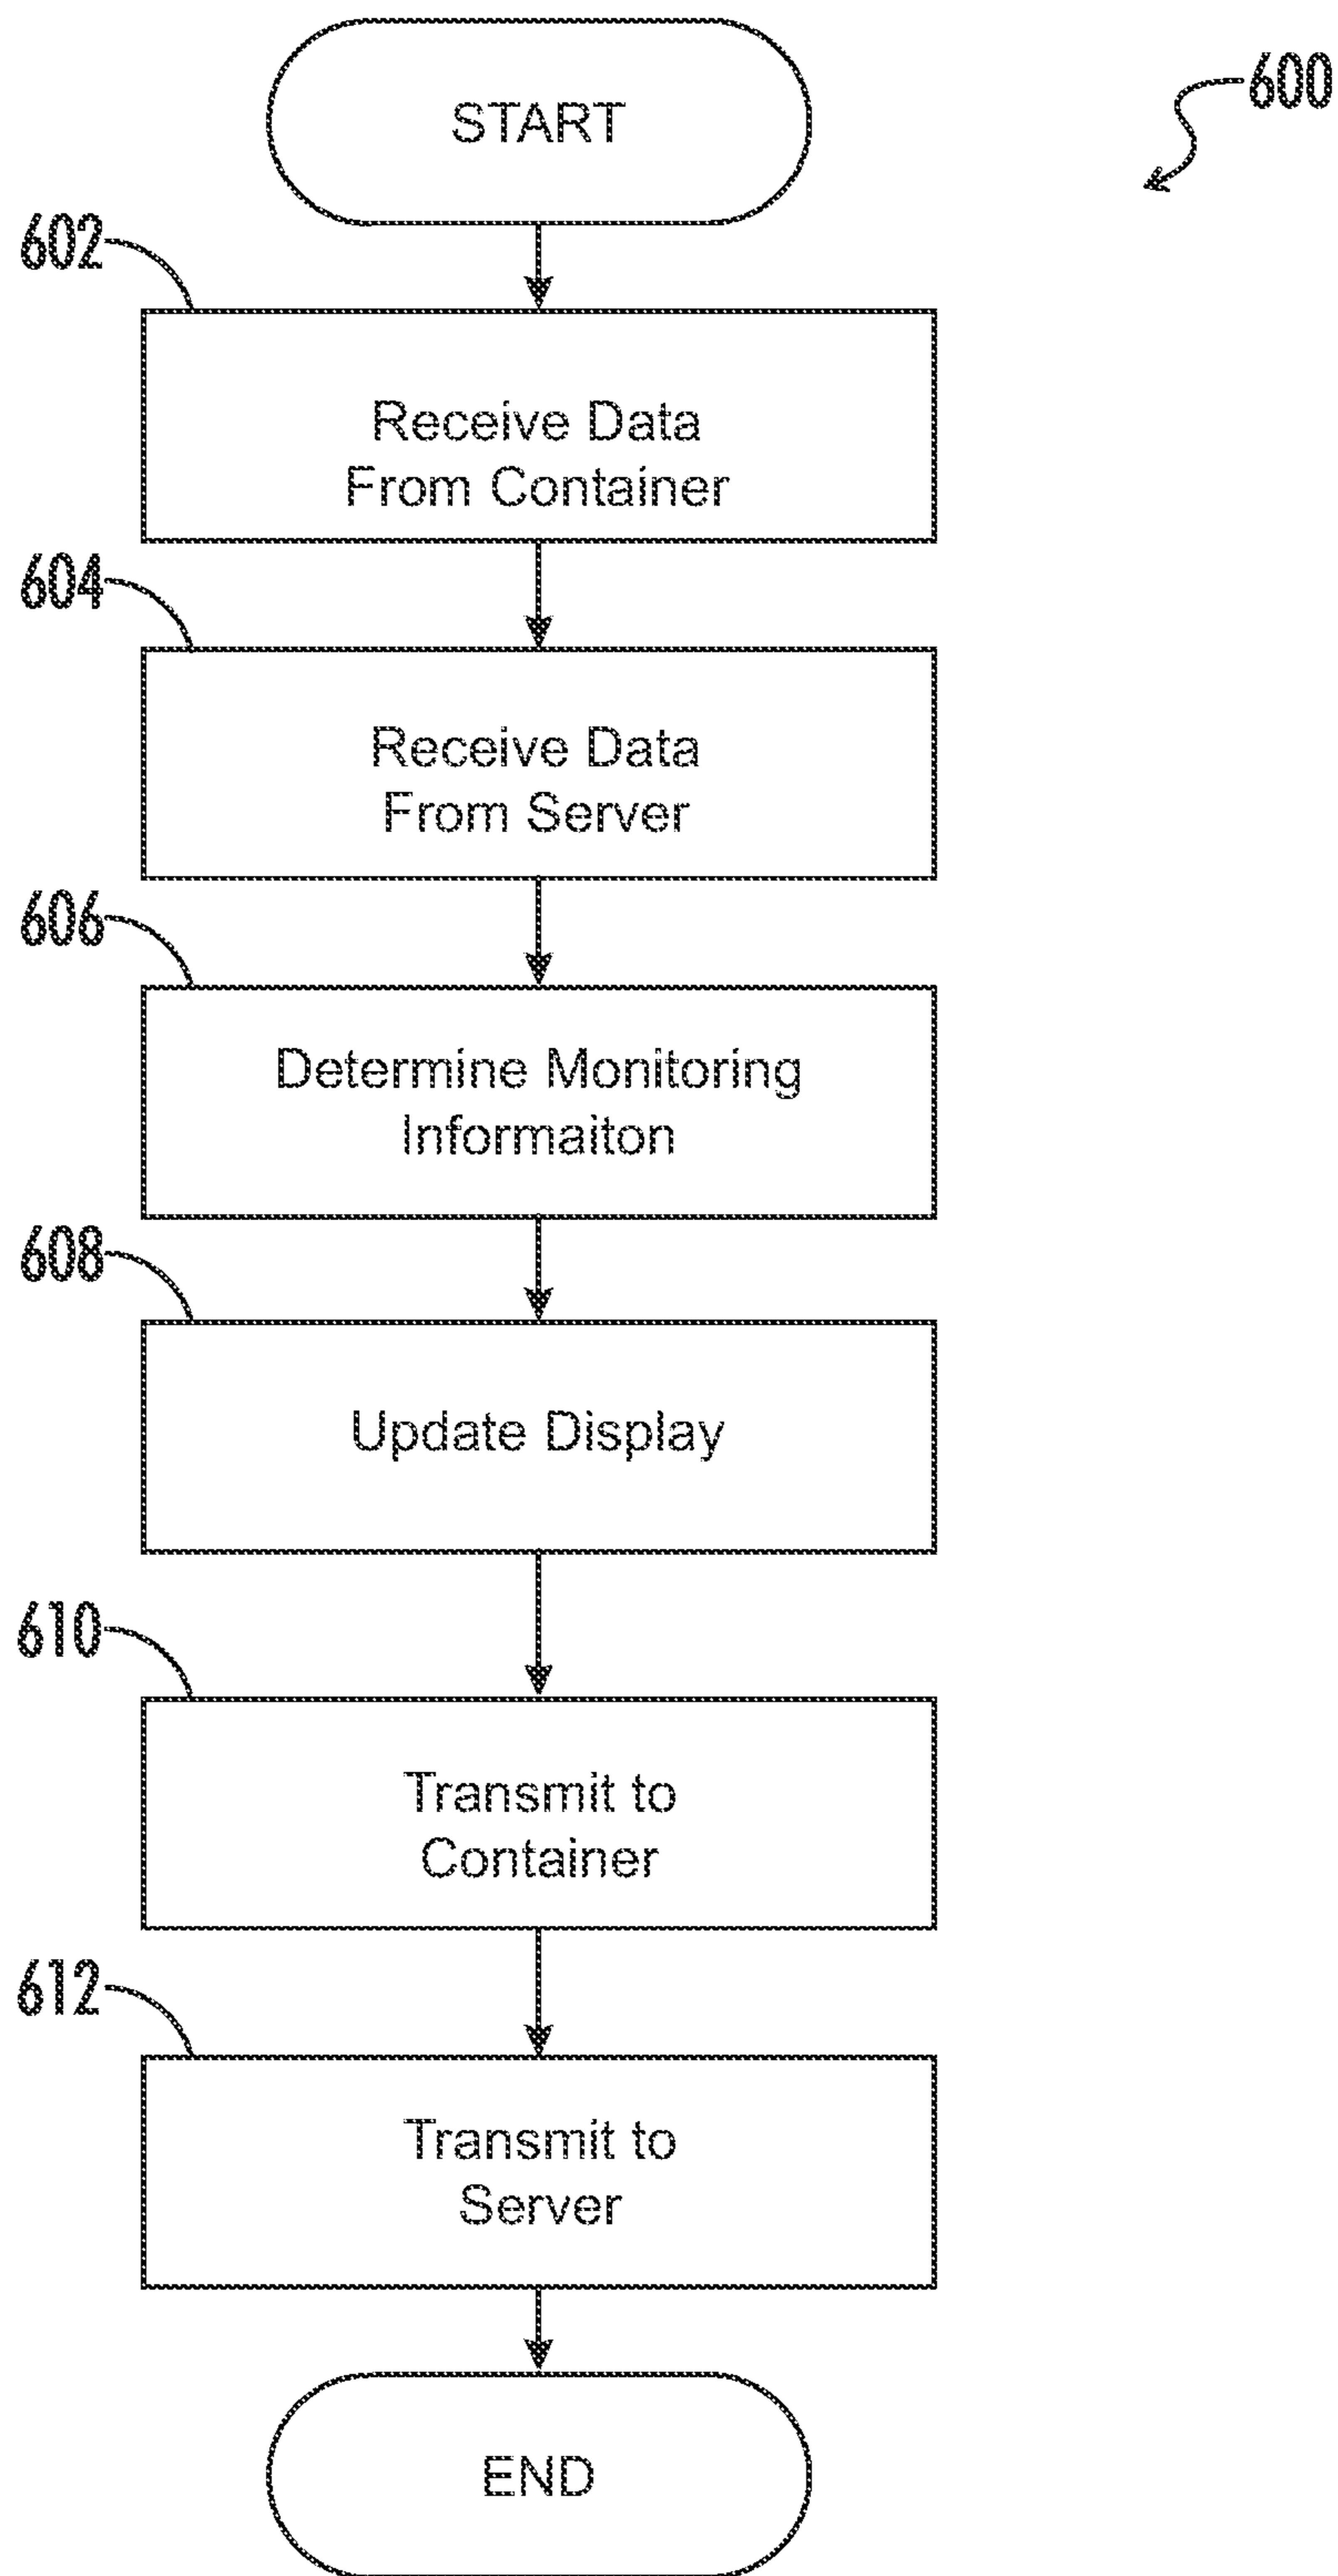 START
600
602
Receive Data
From Container
604
Receive Data
From Server
606
Determine Monitoring
Informaiton
608
Update Display
610
Transmit to
Container
612
Transmit to
Server
END